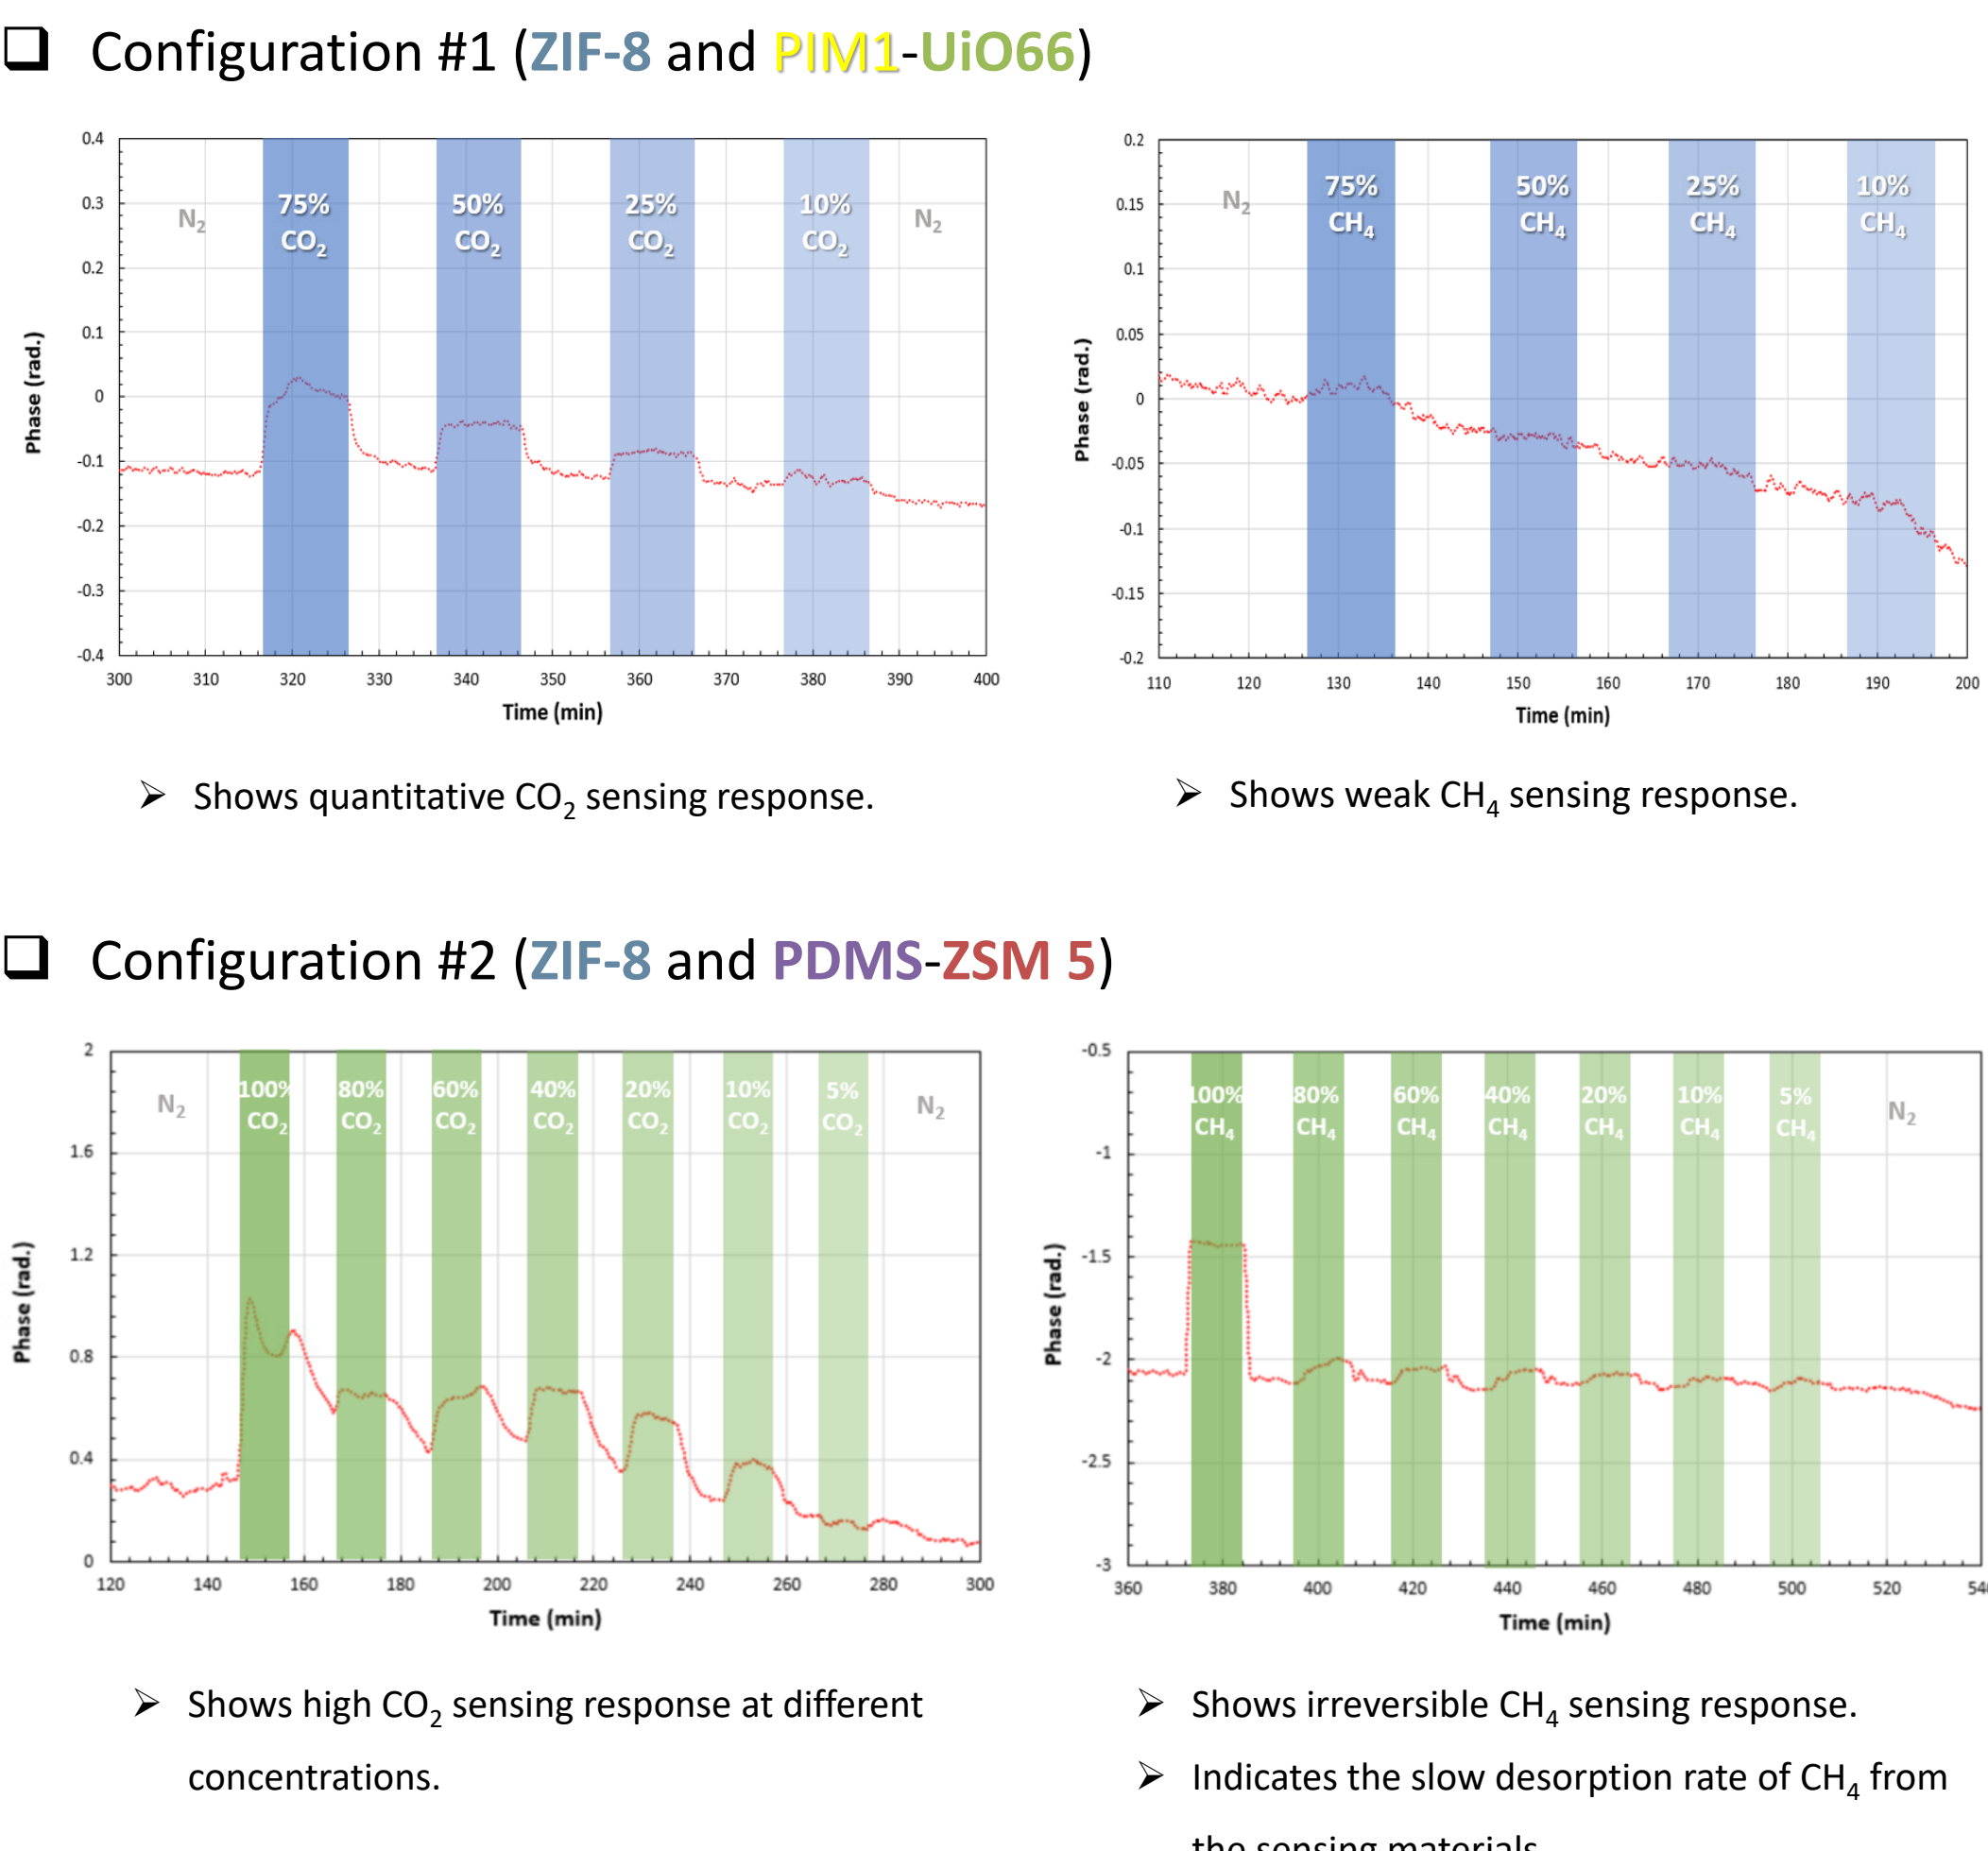 Configuration #1 (ZIF-8 and PIM1-UiO66)
0.4
0.3
0.2
0.1
0
-0.1
-0.2
-0.3
-0.4
Phase (rad.)
N2
75%
CO2
50%
CO2
25%
CO2
10%
CO2
N2
300 310 320 330 340 350 360 370 380 390 400
Time (min)
0.2
0.15
0.1
0.05
0
-0.05
-0.1
-0.15
-0.2
Phase (rad.)
N2
75%
CH4
50%
CH4
25%
CH4
10%
CH4
110 120 130 140 150 160 170 180 190 200
Time (min)
➢ Shows quantitative CO2 sensing response.
➢ Shows weak CH4 sensing response.
Configuration #2 (ZIF-8 and PDMS-ZSM 5)
2
1.6
1.2
0.8
0.4
0
Phase (rad.)
N2
100%
CO2
80%
CO2
60%
CO2
40%
CO2
20%
CO2
10%
CO2
5%
CO2
N2
120 140 160 180 200 220 240 260 280 300
Time (min)
-0.5
-1
-1.5
-2
-2.5
-3
Phase (rad.)
100%
CH4
80%
CH4
60%
CH4
40%
CH4
20%
CH4
10%
CH4
5%
CH4
N2
360 380 400 420 440 460 480 500 520
Time (min)
➢ Shows high CO2 sensing response at different
concentrations.
➢ Shows irreversible CH4 sensing response.
➢ Indicates the slow desorption rate of CH4 from
the sensing materials